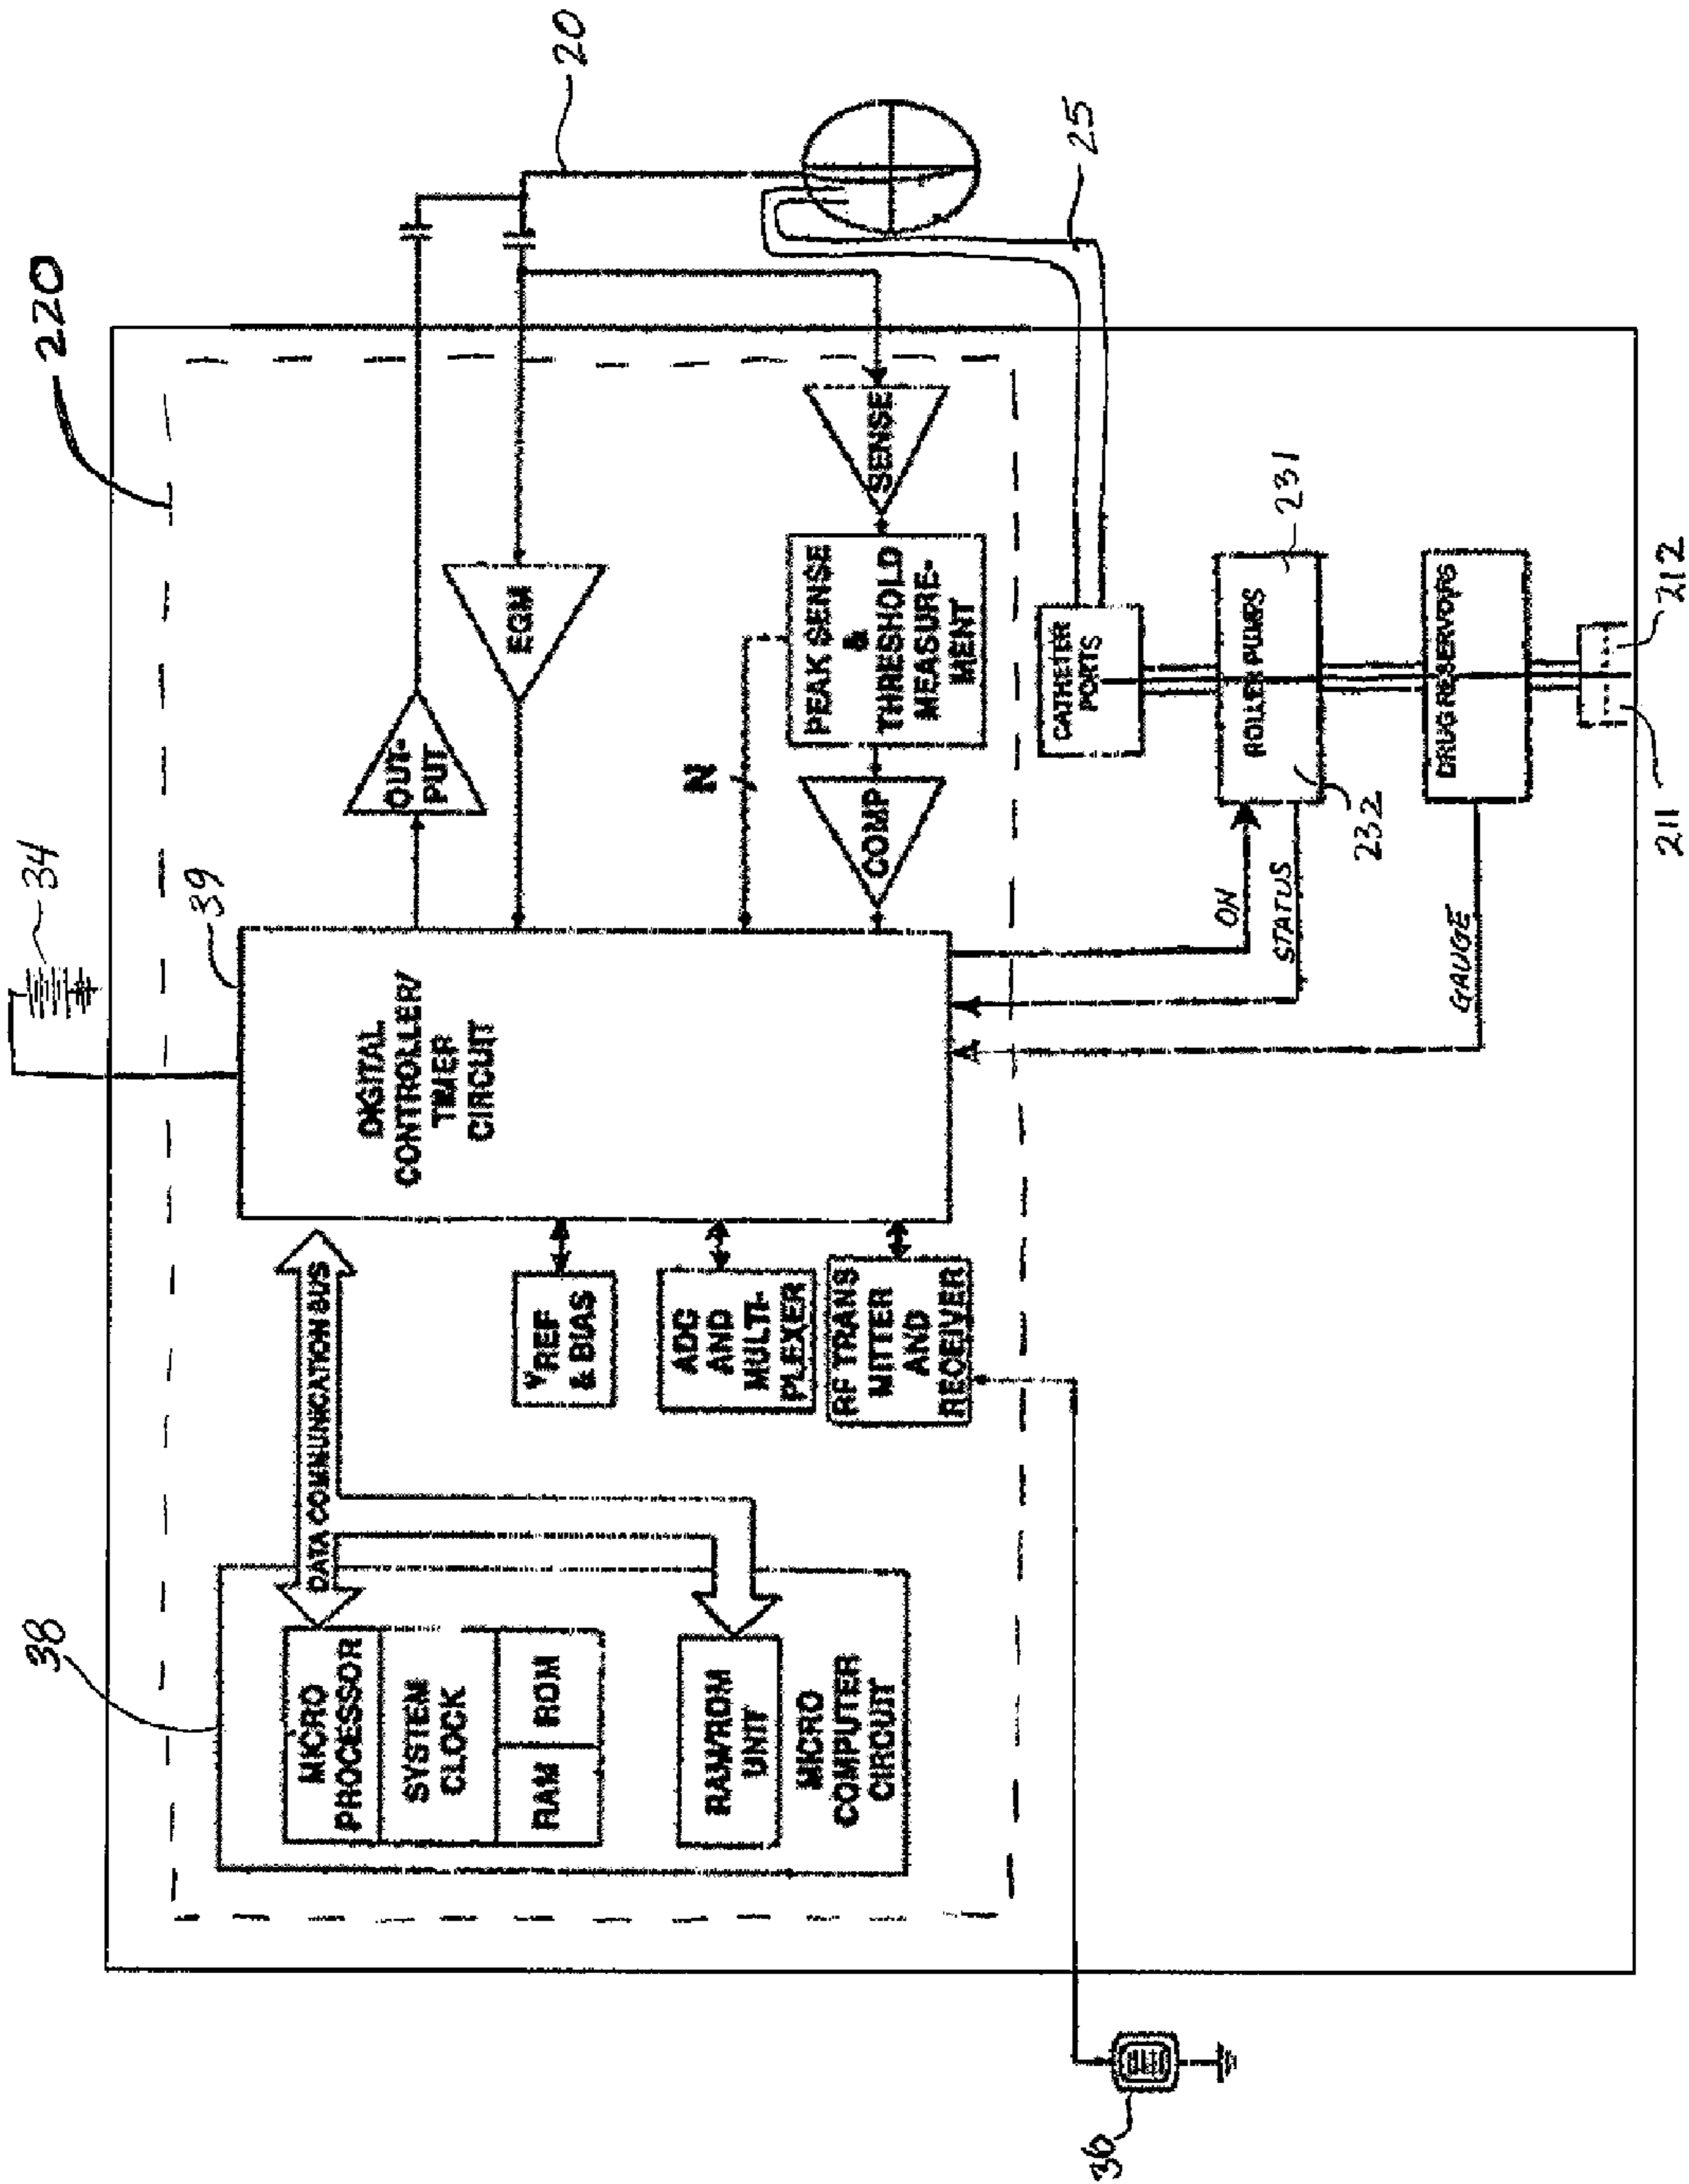 220
38
MICRO
PROCESSOR
SYSTEM
CLOCK
RAM
ROM
RAM/ROM
UNIT
MICRO
COMPUTER
CIRCUIT
DATA COMMUNICATION BUS
VREF
& BIAS
ADC
AND
MULTI-
PLEXER
RF TRANS
MITTER
AND
RECEIVER
36
34
39
DIGITAL
CONTROLLER/
TIMER
CIRCUIT
OUT-
PUT
EGM
N
COMP
PEAK SENSE
&
THRESHOLD
MEASURE-
MENT
SENSE
20
25
CATHETER
PORTS
ON
STATUS
ROLLER PUMPS
231
232
GAUGE
DRUG RESERVOIRS
211
212